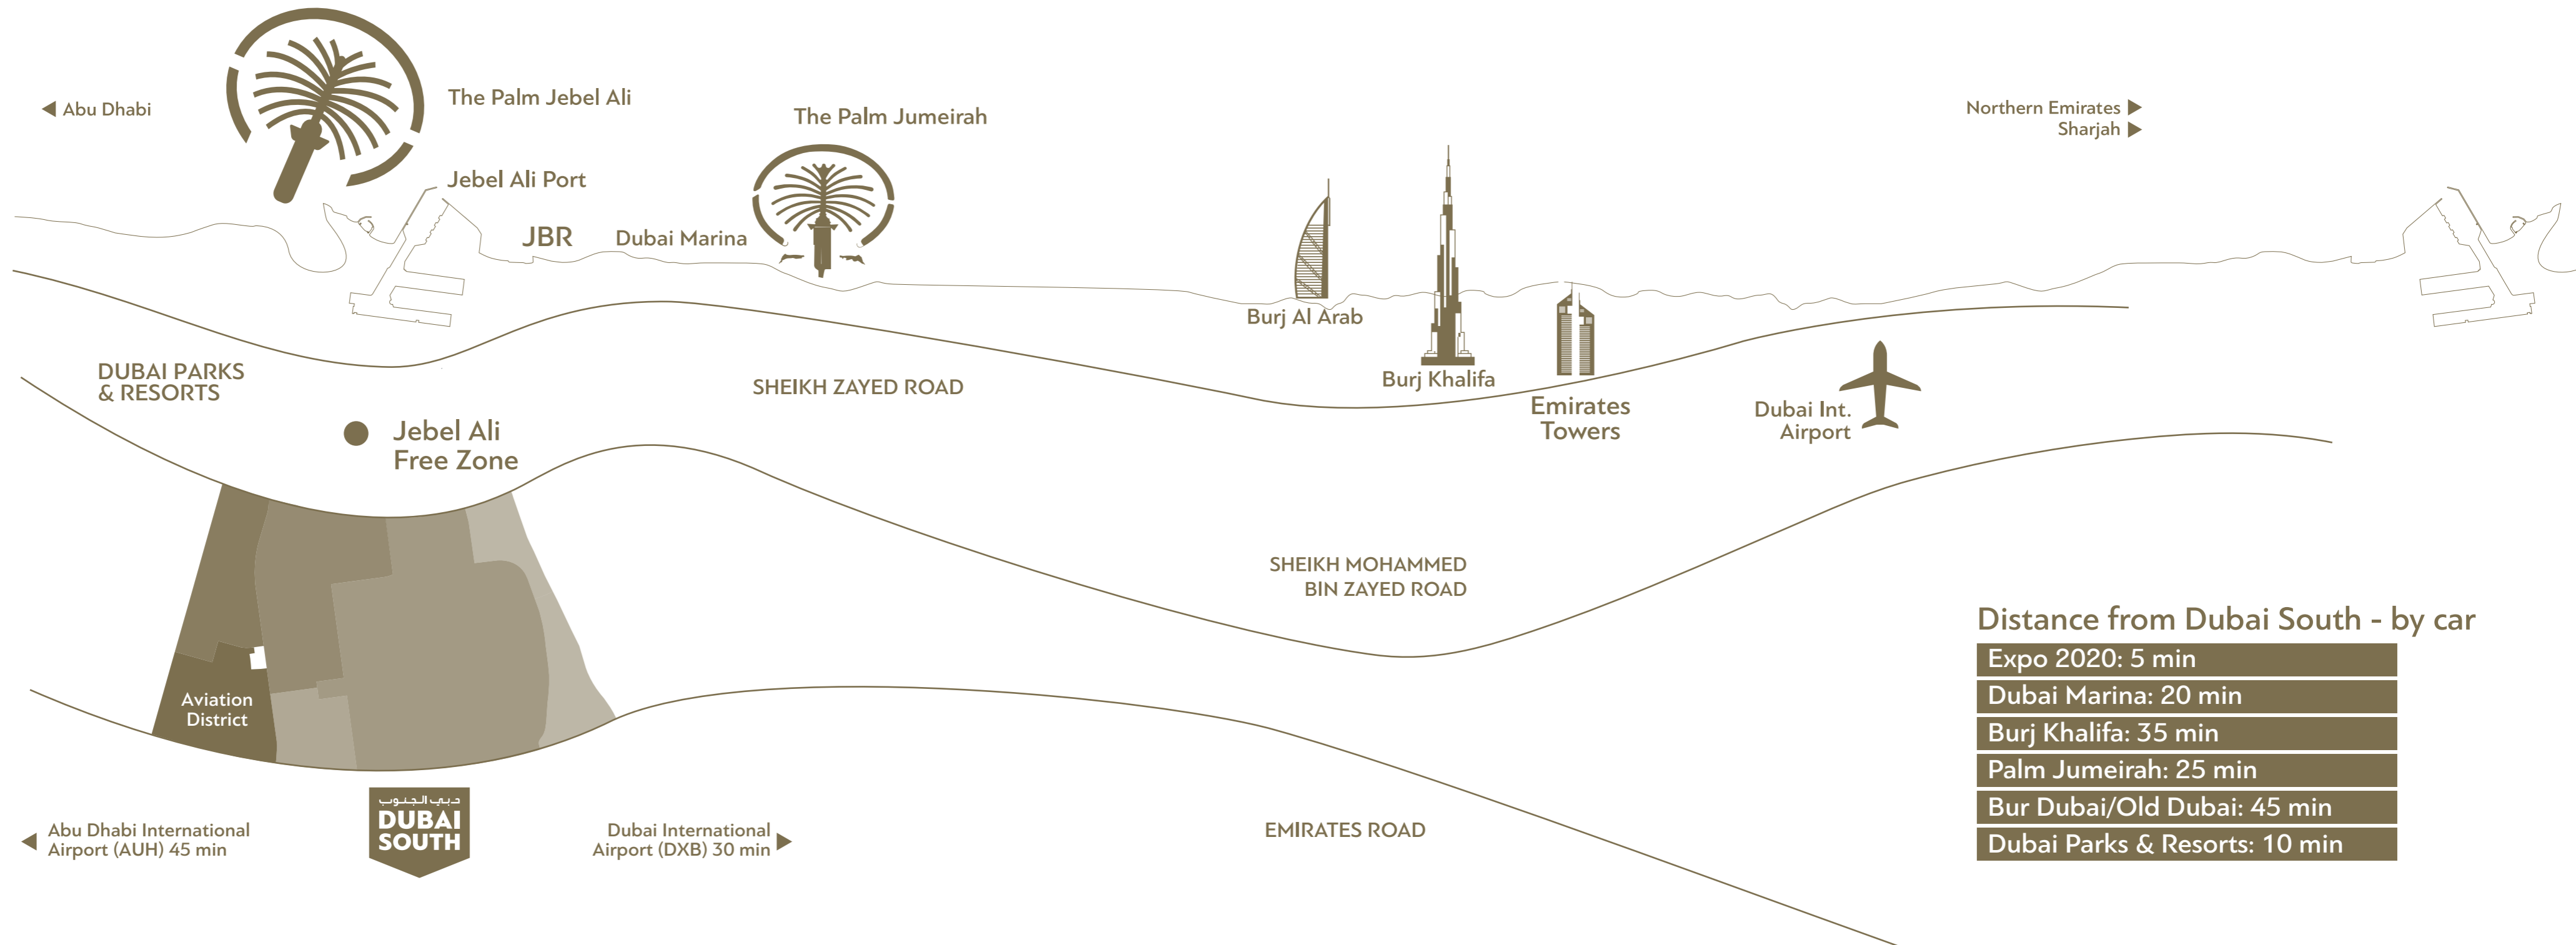 Abu Dhabi
The Palm Jebel Ali
The Palm Jumeirah
Northern Emirates
Sharjah
Jebel Ali Port
JBR
Dubai Marina
Burj Al Arab
Burj Khalifa
Emirates
Towers
Dubai Int.
Airport
DUBAI PARKS
& RESORTS
SHEIKH ZAYED ROAD
Jebel Ali
Free Zone
SHEIKH MOHAMMED
BIN ZAYED ROAD
Aviation
District
Distance from Dubai South - by car
Expo 2020: 5 min
Dubai Marina: 20 min
Burj Khalifa: 35 min
Palm Jumeirah: 25 min
Bur Dubai/Old Dubai: 45 min
Dubai Parks & Resorts: 10 min
Abu Dhabi International
Airport (AUH) 45 min
دبي الجنوب
DUBAI
SOUTH
Dubai International
Airport (DXB) 30 min
EMIRATES ROAD